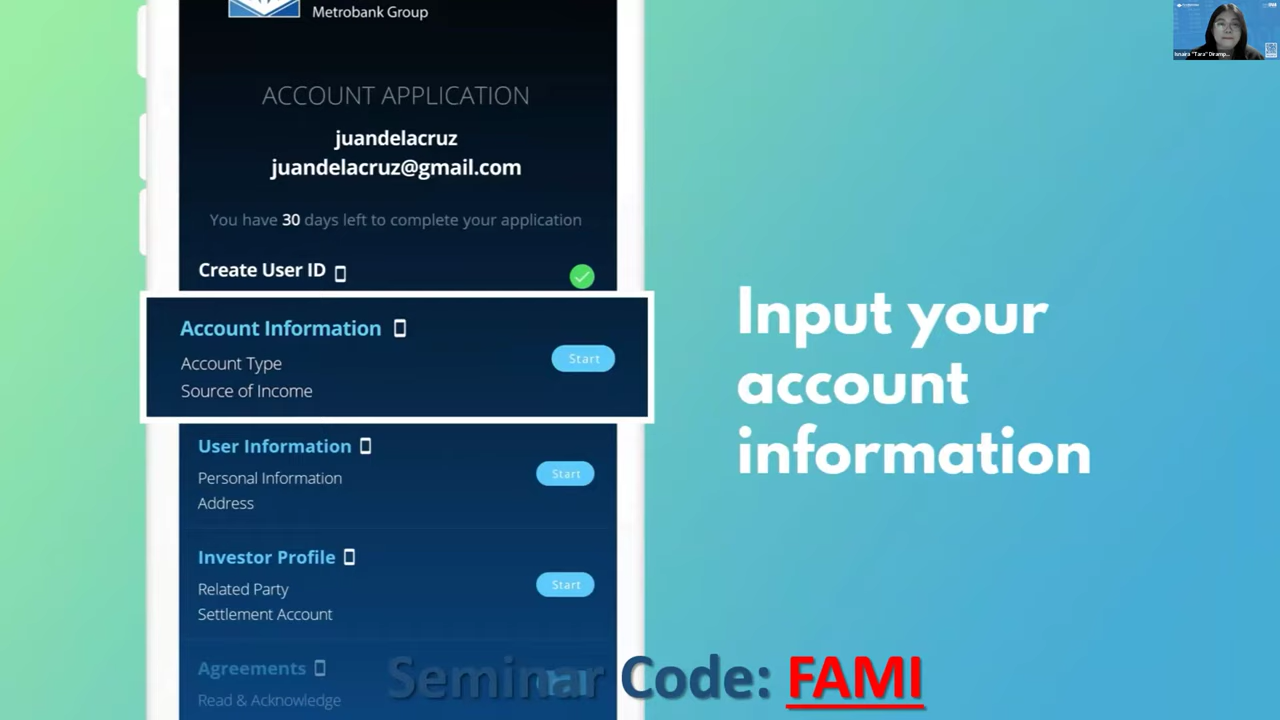 Metrobank Group
ACCOUNT APPLICATION
juandelacruz
juandelacruz@gmail.com
You have 30 days left to complete your application
Create User ID
Account Information
Account Type
Source of Income
Start
User Information
Personal Information
Address
Start
Investor Profile
Related Party
Settlement Account
Start
Agreements
Read & Acknowledge
Input your
account
information
Seminar Code: FAMI